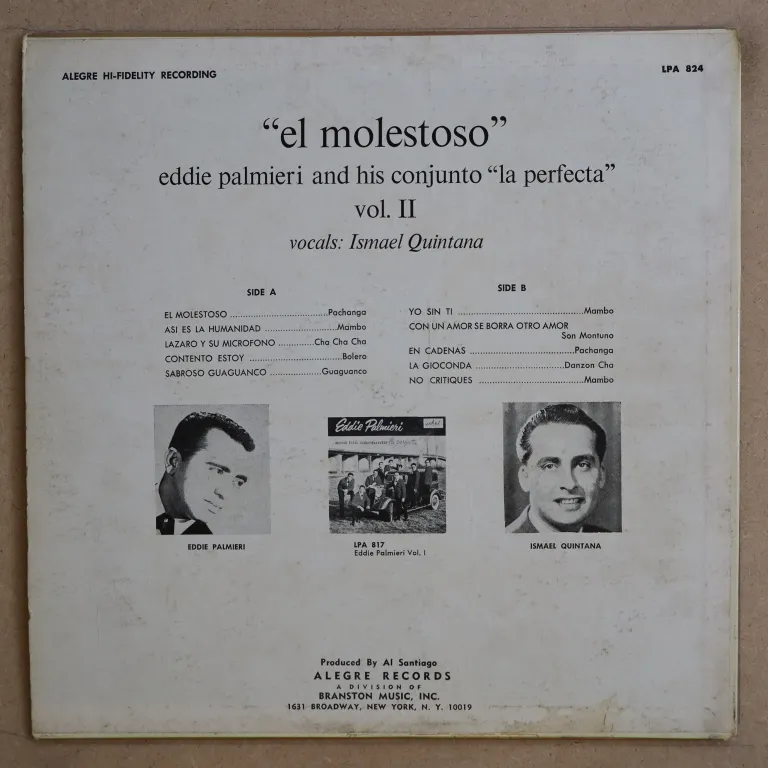 ALEGRE HI-FIDELITY RECORDING
LPA 824
“el molestoso”
eddie palmieri and his conjunto “la perfecta”
vol. II
vocals: Ismael Quintana
SIDE A
EL MOLESTOSO ................................Pachanga
ASI ES LA HUMANIDAD ........................Mambo
LAZARO Y SU MICROFONO ............Cha Cha Cha
CONTENTO ESTOY ..............................Bolero
SABROSO GUAGUANCO .................Guaguanco
SIDE B
YO SIN TI ..........................................Mambo
CON UN AMOR SE BORRA OTRO AMOR
Son Montuno
EN CADENAS ...................................Pachanga
LA GIOCONDA .............................Danzon Cha
NO CRITIQUES ...................................Mambo
Eddie Palmieri
EDDIE PALMIERI
LPA 817
Eddie Palmieri Vol. I
ISMAEL QUINTANA
Produced By Al Santiago
ALEGRE RECORDS
A DIVISION OF
BRANSTON MUSIC, INC.
1631 BROADWAY, NEW YORK, N. Y. 10019